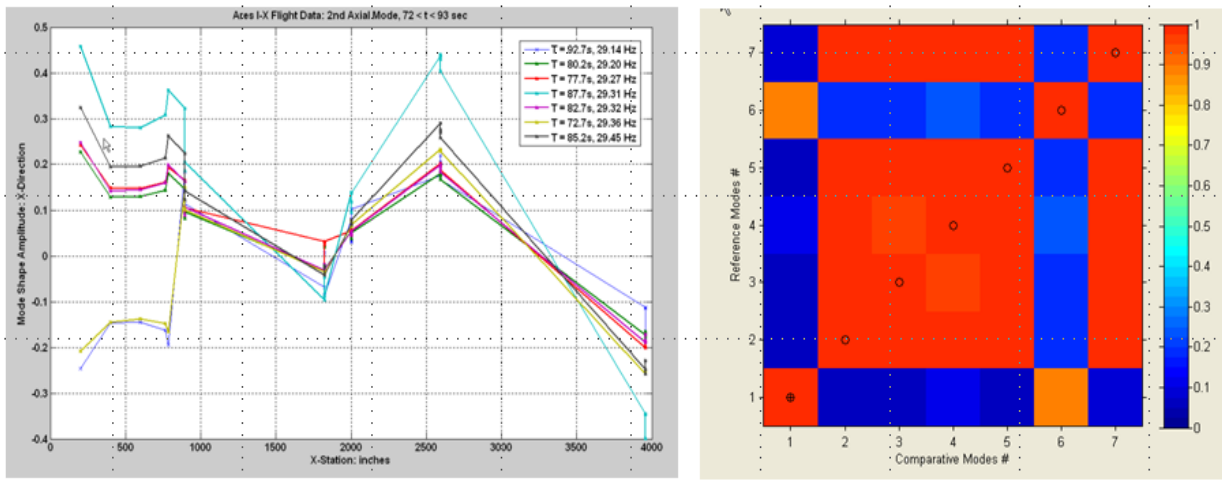 Ares I-X Flight Data: 2nd Axial Mode, 72 < t < 93 sec
0.5
0.4
0.3
0.2
0.1
0
-0.1
-0.2
-0.3
-0.4
Mode Shape Amplitude: X-Direction
T = 92.7s, 29.14 Hz
T = 80.2s, 29.20 Hz
T = 77.7s, 29.27 Hz
T = 87.7s, 29.31 Hz
T = 82.7s, 29.32 Hz
T = 72.7s, 29.36 Hz
T = 85.2s, 29.45 Hz
0 500 1000 1500 2000 2500 3000 3500 4000
X-Station: inches
7
6
5
4
3
2
1
Reference Modes #
1 2 3 4 5 6 7
Comparative Modes #
1
0.9
0.8
0.7
0.6
0.5
0.4
0.3
0.2
0.1
0